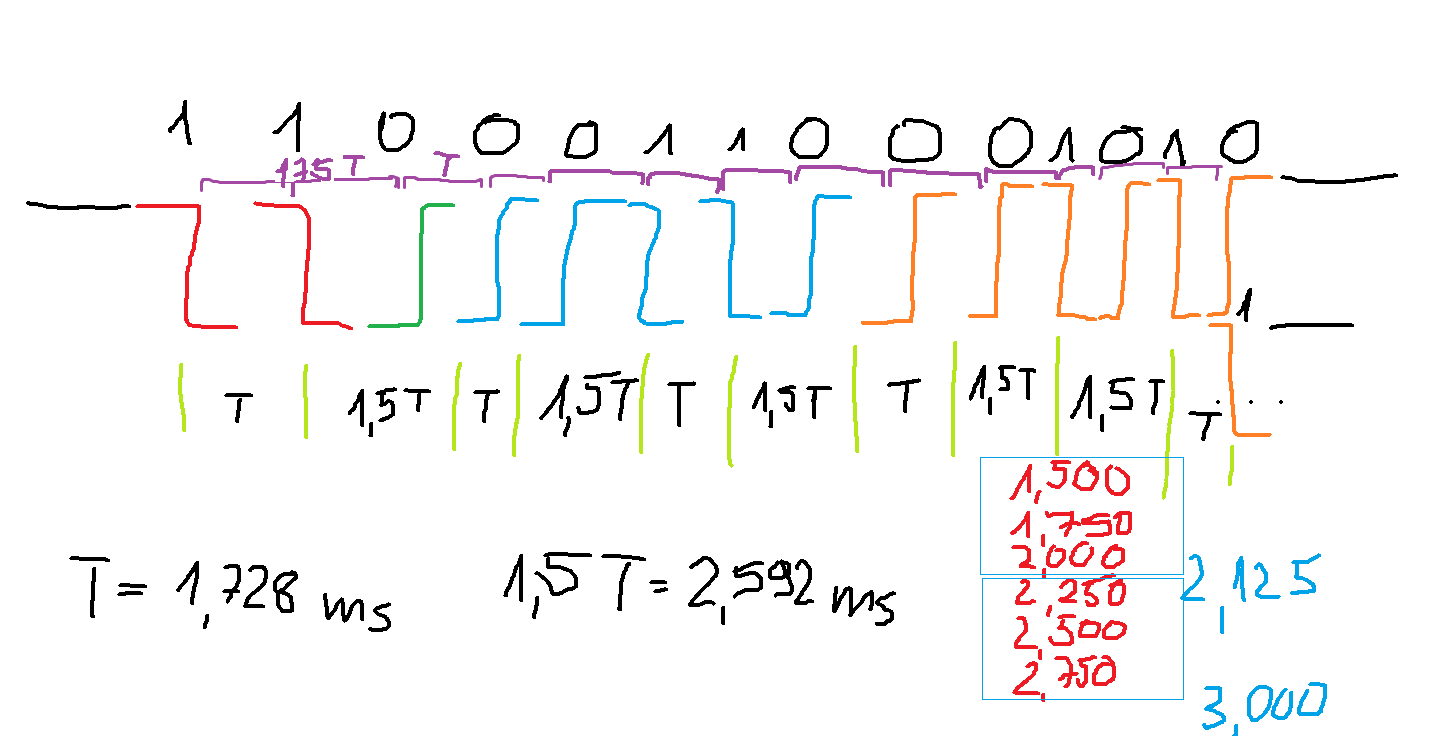 1 1 0 0 0 1 1 0 0 0 1 0 1 0
1,75 T T
1
T 1,5T T 1,5T T 1,5T T 1,5T 1,5T T ...
T = 1,728 ms 1,5T = 2,592 ms
1,500
1,750
2,000
2,250 2,125
2,500
2,750
3,000